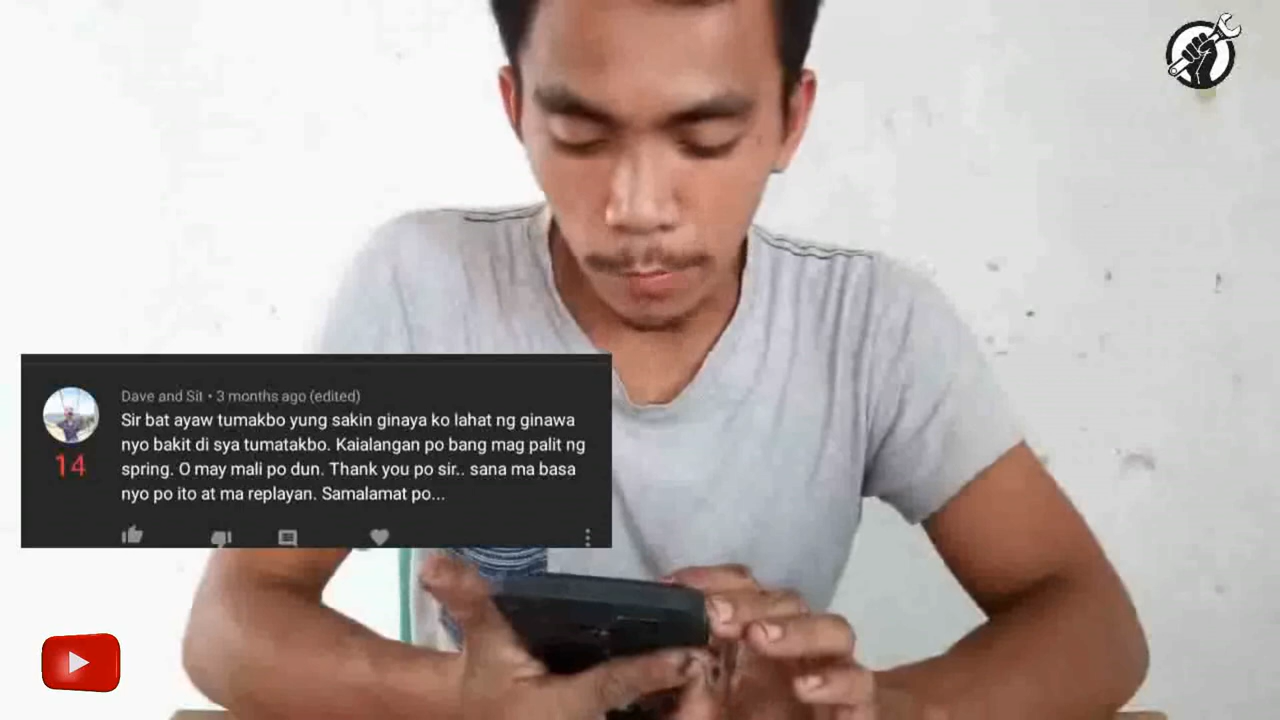 Dave and Sit • 3 months ago (edited)
Sir bat ayaw tumakbo yung sakin ginaya ko lahat ng ginawa
nyo bakit di sya tumatakbo. Kaialangan po bang mag palit ng
spring. O may mali po dun. Thank you po sir.. sana ma basa
nyo po ito at ma replayan. Samalamat po...
14